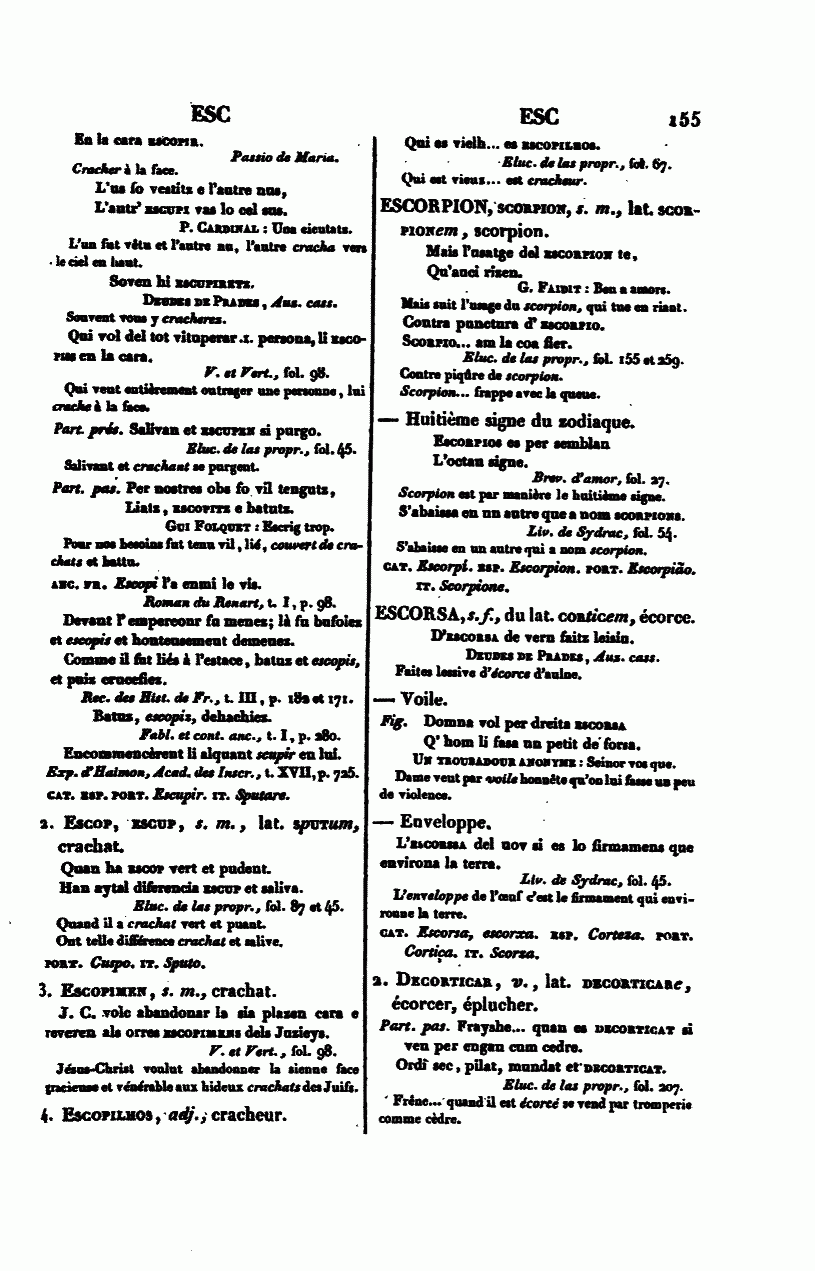 ESC
En la cara ESCOPIR.
Passio de Maria.
Cracher à la face.
L'us fo vestitz e l'autre nus,
L'autr' ESCUPI vas lo cel sus.
P. CARDINAL : Una cieutatz.
L'un fut vêtu et l'autre nu, l'autre cracha vers
le ciel en haut.
Soven hi ESCUPIRETZ.
DEUDES DE PRADES, Aus. cass.
Souvent vous y cracherez.
Qui vol del tot vituperar .I. persona, li ESCO-
PIS en la cara.
V. et Vert., fol. 98.
Qui veut entièrement outrager une personne, lui
crache à la face.
Part. prés. Salivan et ESCUPEN si purgo.
Eluc. de las propr., fol. 45.
Salivant et crachant se purgent.
Part. pas. Per nostres obs fo vil tenguts,
Liatz, ESCOPITZ e batutz.
GUI FOLQUET : Escrig trop.
Pour nos besoins fut tenu vil, lié, couvert de cra-
chats et battu.
ANC. FR. Escopi l'a enmi le vis.
Roman du Renart, t. I, p. 98.
Devant l'empereour fu menez; là fu bufoiez
et escopis et hontensement demenez.
Comme il fut liés à l'estace, batus et escopis,
et puis crucefiez.
Rec. des Hist. de Fr., t. III, p. 182 et 171.
Batus, escopis, dehachiez.
Fabl. et cont. anc., t. I, p. 280.
Encommencèrent li alquant scupir en lui.
Exp. d'Haimon, Acad. des Inscr., t. XVII, p. 725.
CAT. ESP. PORT. Escupir. IT. Sputare.
2. ESCOP, ESCUP, s. m., lat. SPUTUM,
crachat.
Quan ha ESCOP vert et pudent.
Han aytal diferencia ESCUP et saliva.
Eluc. de las propr., fol. 87 et 45.
Quand il a crachat vert et puant.
Ont telle différence crachat et salive.
PORT. Cuspo. IT. Sputo.
3. ESCOPIMEN, s. m., crachat.
J. C. volc abandonar la sia plazen cara e
reveren als orres ESCOPIMENS dels Juzieys.
V. et Vert., fol. 98.
Jésus-Christ voulut abandonner la sienne face
gracieuse et vénérable aux hideux crachats des Juifs.
4. ESCOPILHOS, adj., cracheur.
ESC 155
Qui es vielh... es ESCOPILHOS.
Eluc. de las propr., fol. 67.
Qui est vieux... est cracheur.
ESCORPION, SCORPION, s. m., lat. SCOR-
PIONem, scorpion.
Mais l'usatge del ESCORPION te,
Qu'auci rizen.
G. FAIDIT : Ben a amors.
Mais suit l'usage du scorpion, qui tue en riant.
Contra punctura d' ESCORPIO.
SCORPIO... am la coa fier.
Eluc. de las propr., fol. 155 et 259.
Contre piqûre de scorpion.
Scorpion... frappe avec la queue.
— Huitième signe du zodiaque.
ESCORPIOS es per semblan
L'octau signe.
Brev. d'amor, fol. 27.
Scorpion est par manière le huitième signe.
S'abaissa en un autre que a nom SCORPIONS.
Liv. de Sydrac, fol. 54.
S'abaisse en un autre qui a nom scorpion.
CAT. Escorpi. ESP. Escorpion. PORT. Escorpião.
IT. Scorpione.
ESCORSA, s. f., du lat. CORTICEM, écorce.
D'ESCORSA de vern faitz leissiu.
DEUDES DE PRADES, Aus. cass.
Faites lessive d'écorce d'aulne.
— Voile.
Fig. Domna vol per dreita ESCORSA
Q' hom li fasa un petit de forsa.
UN TROUBADOUR ANONYME : Seinor vos que.
Dame veut par voile honnête qu'on lui fasse un peu
de violence.
— Enveloppe.
L'ESCORSSA del uov si es lo firmamens que
environa la terra.
Liv. de Sydrac, fol. 45.
L'enveloppe de l'œuf c'est le firmament qui envi-
ronne la terre.
CAT. Escorsa, escorxa. ESP. Corteza. PORT.
Cortiça. IT. Scorza.
2. DECORTICAR, v., lat. DECORTICARe,
écorcer, éplucher.
Part. pas. Frayshe... quan es DECORTICAT si
ven per engan cum cedre.
Ordi sec, pilat, mundat et DECORTICAT.
Eluc. de las propr., fol. 207.
Frêne... quand il est écorcé se vend par tromperie
comme cèdre.